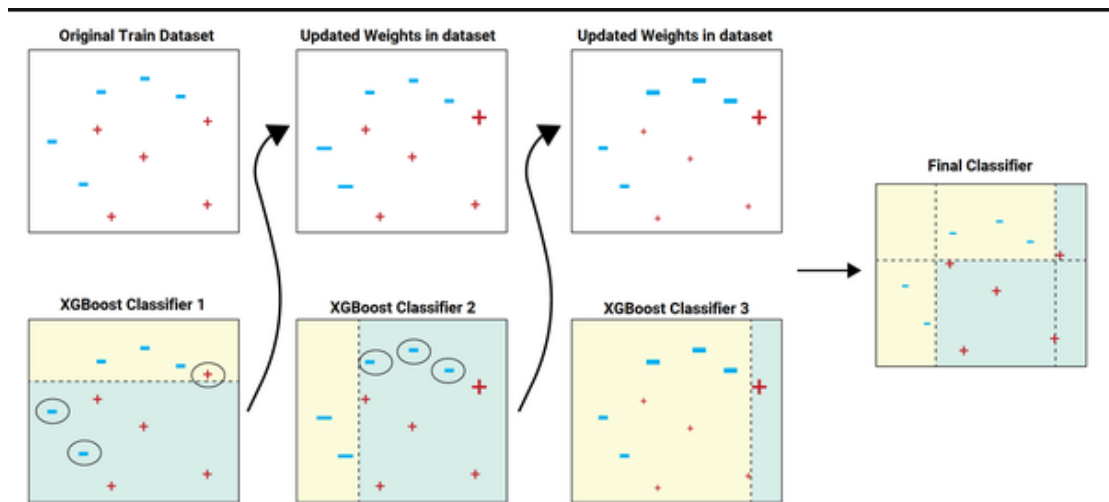 Original Train Dataset
Updated Weights in dataset
Updated Weights in dataset
Final Classifier
XGBoost Classifier 1
XGBoost Classifier 2
XGBoost Classifier 3